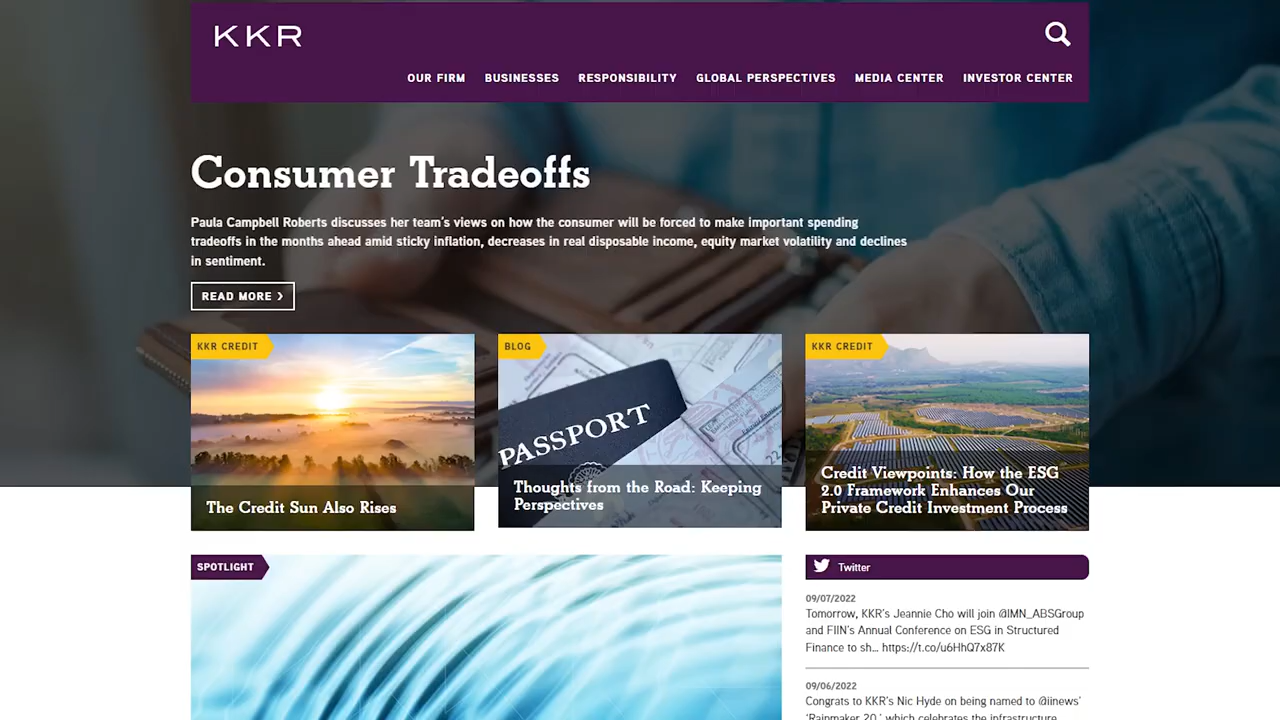 KKR
OUR FIRM BUSINESSES RESPONSIBILITY GLOBAL PERSPECTIVES MEDIA CENTER INVESTOR CENTER
Consumer Tradeoffs
Paula Campbell Roberts discusses her team's views on how the consumer will be forced to make important spending
tradeoffs in the months ahead amid sticky inflation, decreases in real disposable income, equity market volatility and declines
in sentiment.
READ MORE >
KKR CREDIT
The Credit Sun Also Rises
BLOG
PASSPORT
Thoughts from the Road: Keeping
Perspectives
KKR CREDIT
Credit Viewpoints: How the ESG
2.0 Framework Enhances Our
Private Credit Investment Process
SPOTLIGHT
Twitter
09/07/2022
Tomorrow, KKR's Jeannie Cho will join @IMN_ABSGroup
and FIIN's Annual Conference on ESG in Structured
Finance to sh... https://t.co/u6HhQ7x87K
09/06/2022
Congrats to KKR's Nic Hyde on being named to @iinews'
'Rainmaker 20,' which celebrates the infrastructure